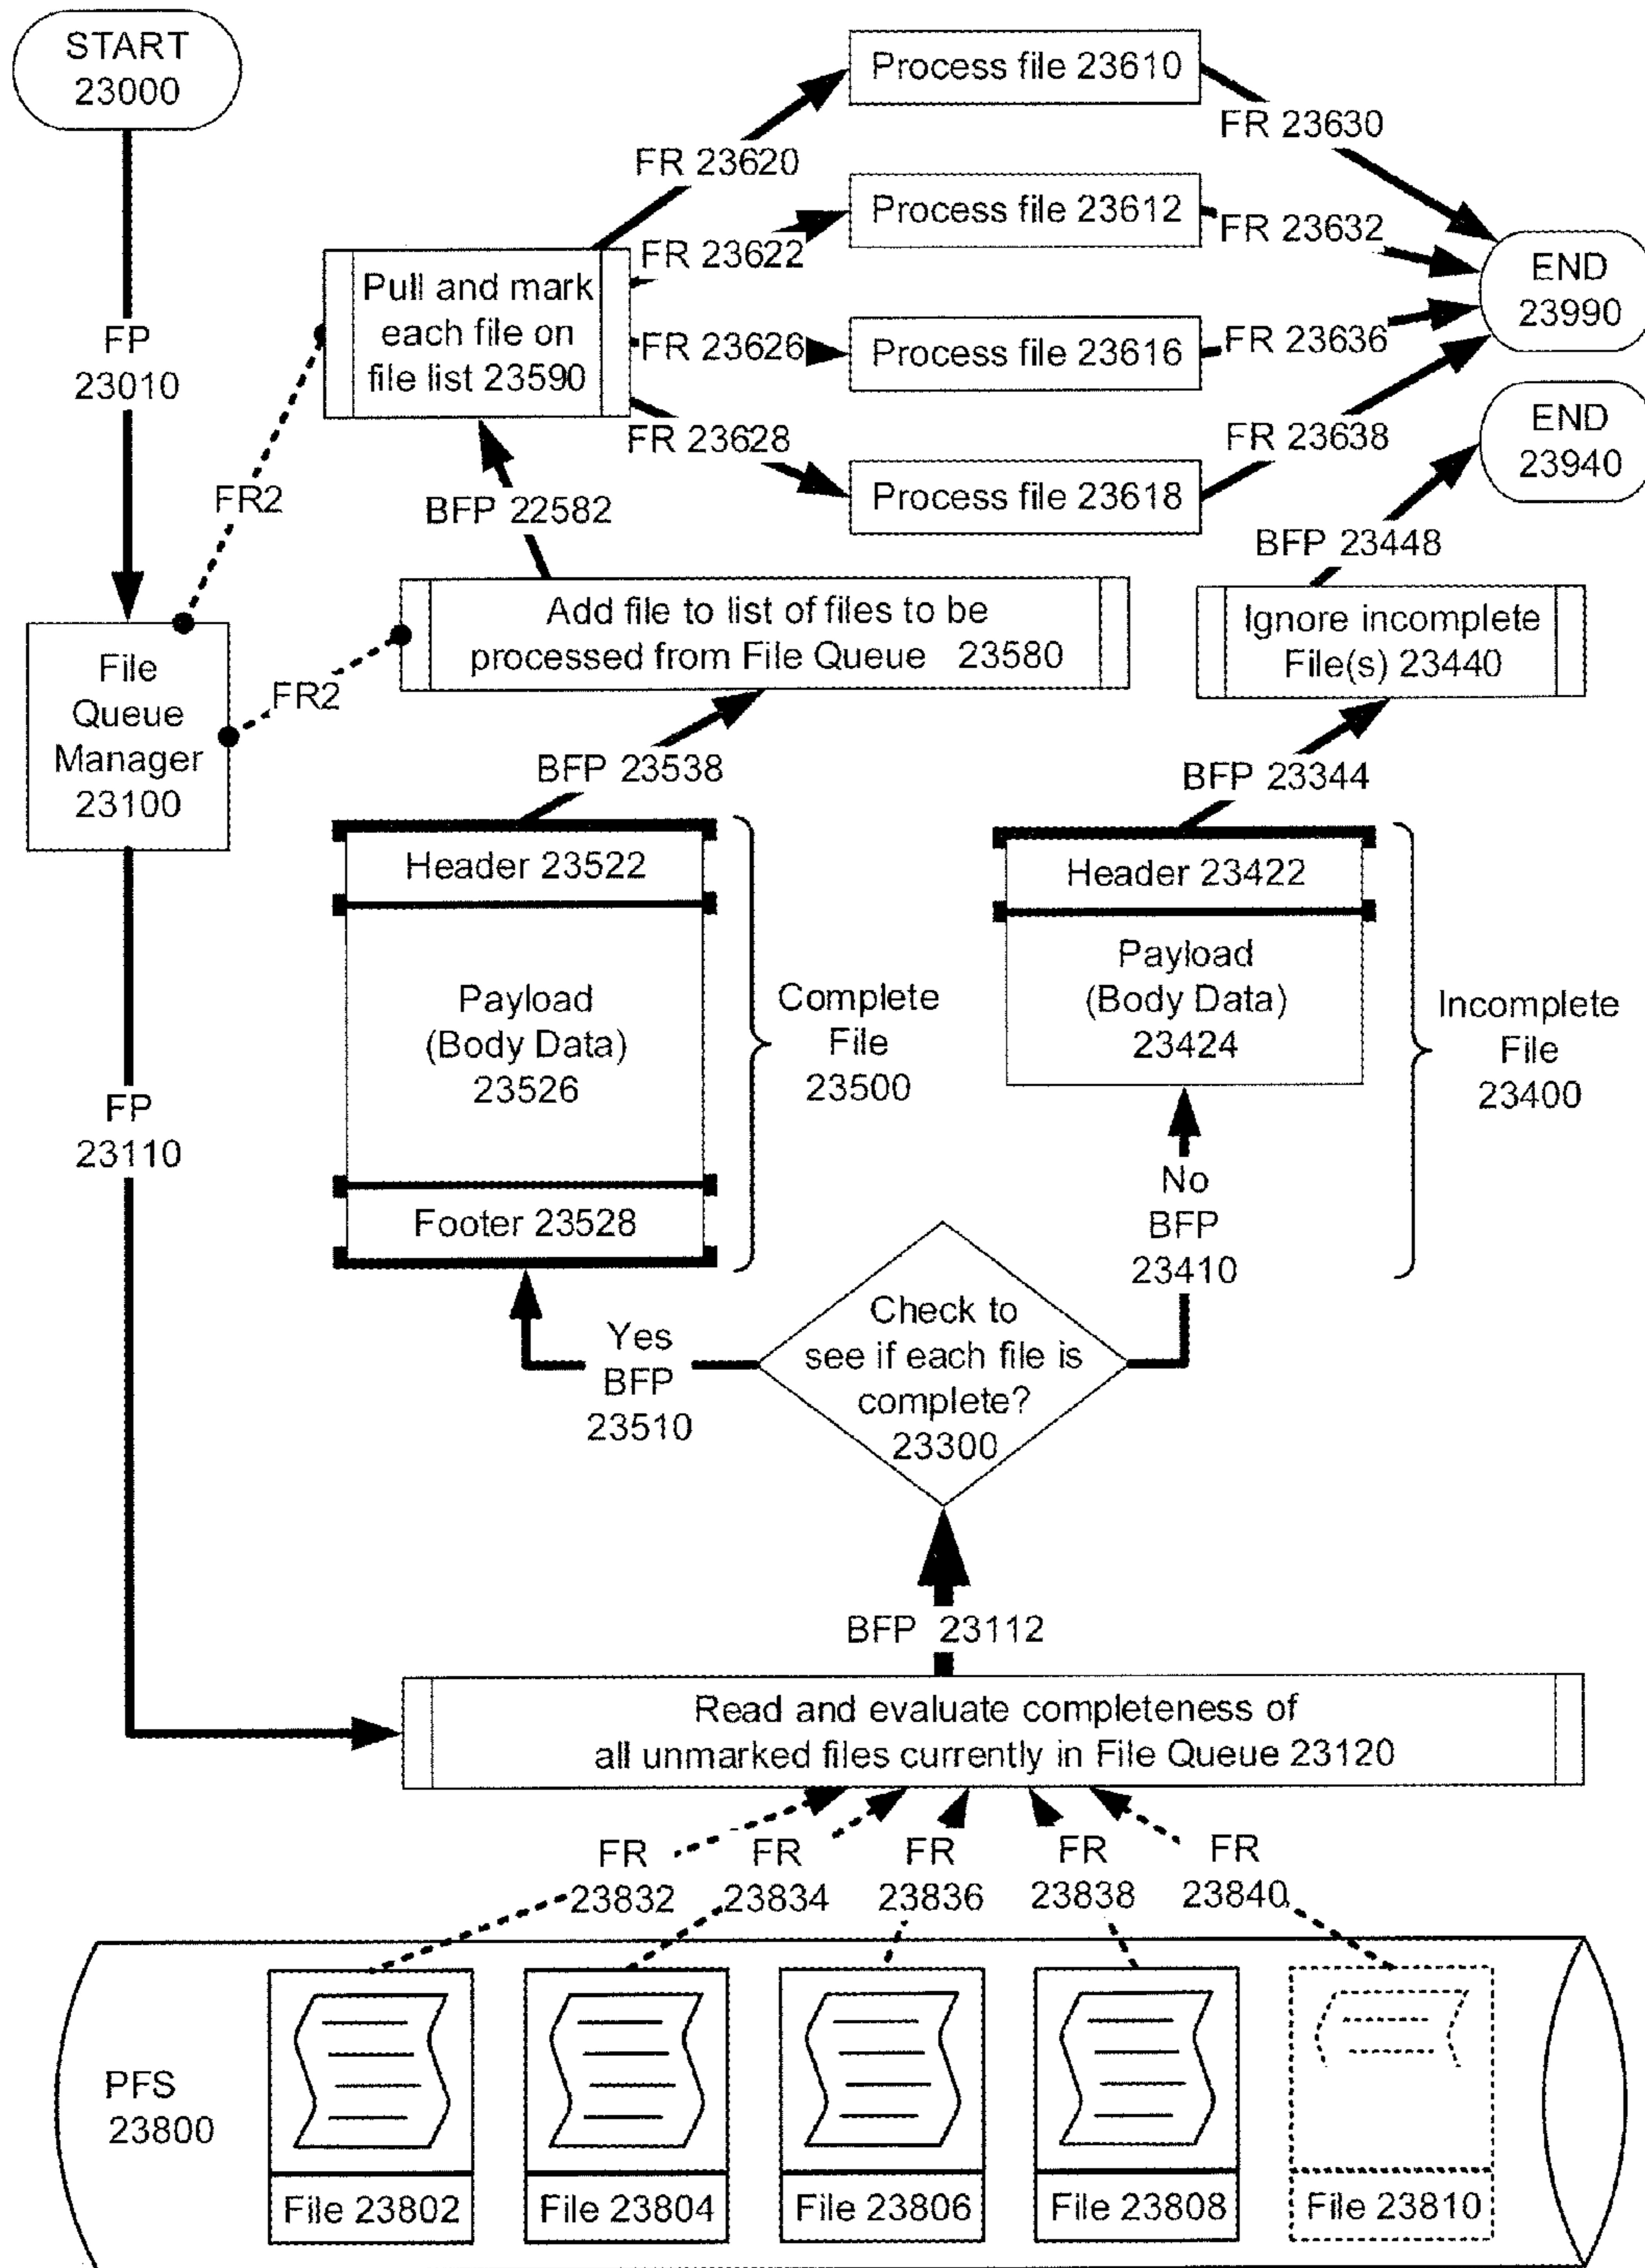 START
23000
Process file 23610
FR 23630
FR 23620
Process file 23612
FR 23632
FR 23622
END
23990
Pull and mark
each file on
file list 23590
FP
23010
FR 23626
Process file 23616
FR 23636
END
23940
FR 23628
FR 23638
FR2
BFP 22582
Process file 23618
BFP 23448
Add file to list of files to be
processed from File Queue 23580
Ignore incomplete
File(s) 23440
File
Queue
Manager
23100
FR2
BFP 23538
BFP 23344
Header 23522
Header 23422
Payload
(Body Data)
23526
Complete
File
23500
Payload
(Body Data)
23424
Incomplete
File
23400
FP
23110
Footer 23528
No
BFP
23410
Yes
BFP
23510
Check to
see if each file is
complete?
23300
BFP 23112
Read and evaluate completeness of
all unmarked files currently in File Queue 23120
FR
23832
FR
23834
FR
23836
FR
23838
FR
23840
PFS
23800
File 23802
File 23804
File 23806
File 23808
File 23810